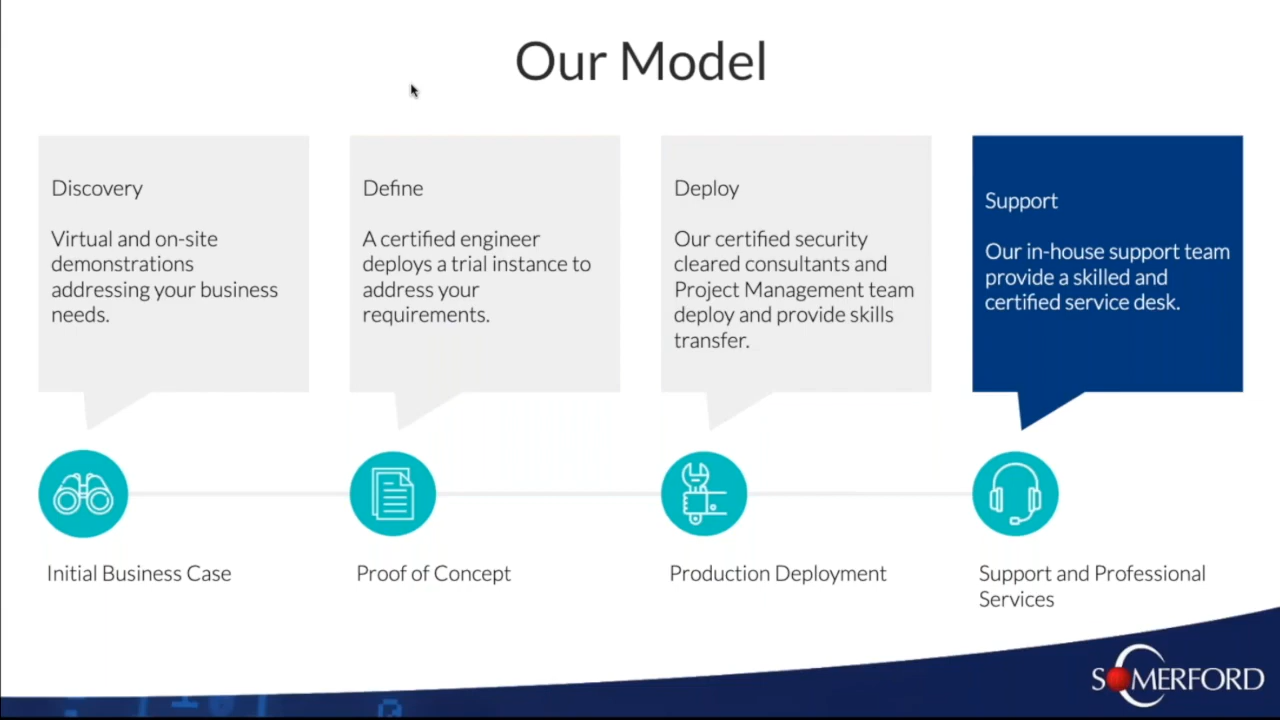 Our Model
Discovery
Virtual and on-site
demonstrations
addressing your business
needs.
Define
A certified engineer
deploys a trial instance to
address your
requirements.
Deploy
Our certified security
cleared consultants and
Project Management team
deploy and provide skills
transfer.
Support
Our in-house support team
provide a skilled and
certified service desk.
Initial Business Case
Proof of Concept
Production Deployment
Support and Professional
Services
SOMERFORD